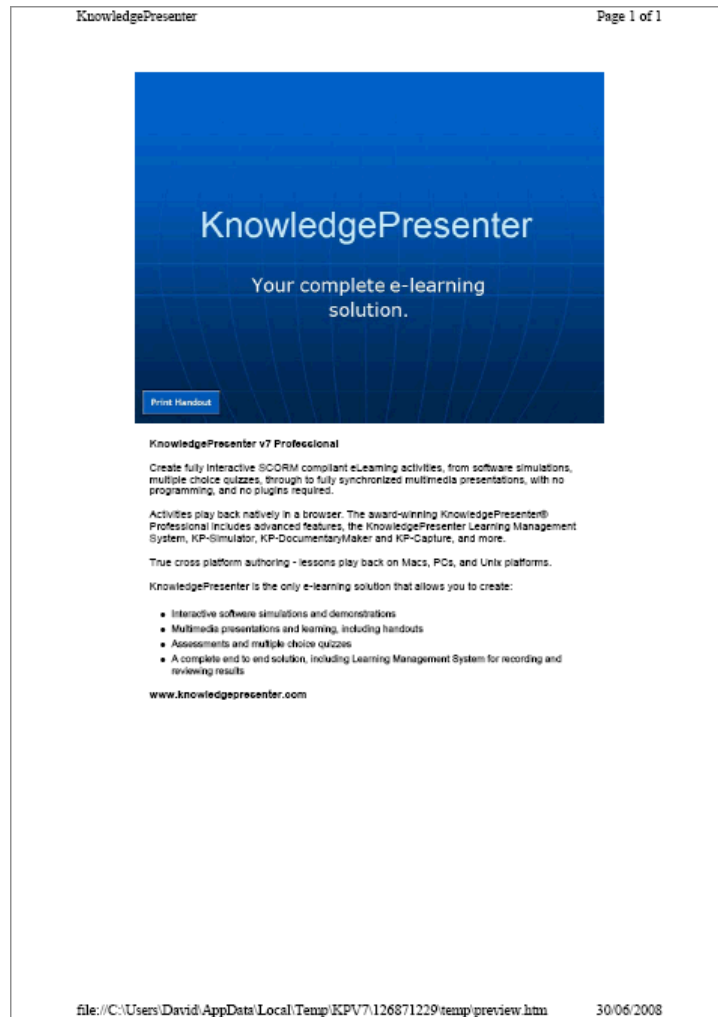 KnowledgePresenter Page 1 of 1
KnowledgePresenter
Your complete e-learning
solution.
Print Handout
KnowledgePresenter v7 Professional
Create fully interactive SCORM compliant eLearning activities, from software simulations,
multiple choice quizzes, through to fully synchronized multimedia presentations, with no
programming, and no plugins required.
Activities play back natively in a browser. The award-winning KnowledgePresenter®
Professional includes advanced features, the KnowledgePresenter Learning Management
System, KP-Simulator, KP-DocumentaryMaker and KP-Capture, and more.
True cross platform authoring - lessons play back on Macs, PCs, and Unix platforms.
KnowledgePresenter is the only e-learning solution that allows you to create:
• Interactive software simulations and demonstrations
• Multimedia presentations and learning, including handouts
• Assessments and multiple choice quizzes
• A complete end to end solution, including Learning Management System for recording and
reviewing results
www.knowledgepresenter.com
file://C:\Users\David\AppData\Local\Temp\KPV7\126871229\temp\preview.htm 30/06/2008